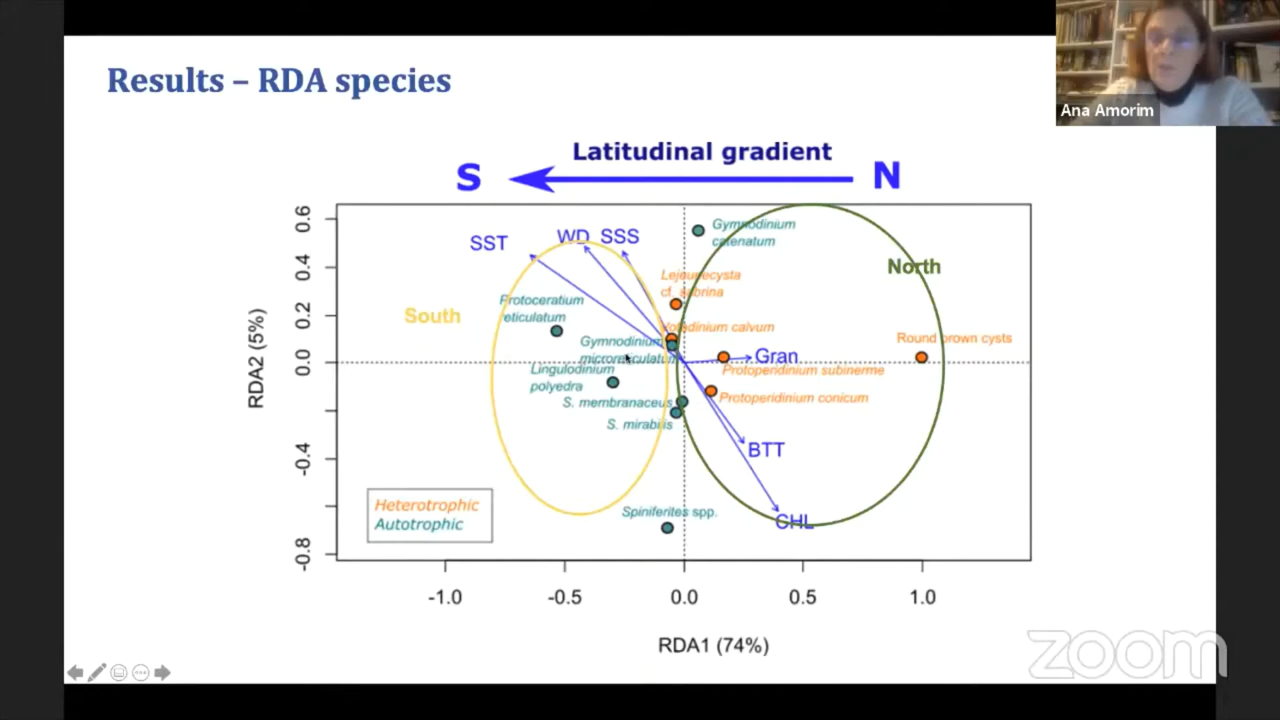 Results – RDA species
Ana Amorim
Latitudinal gradient
S
N
0.6
0.4
0.2
0.0
-0.4
-0.8
RDA2 (5%)
SST
WD
SSS
Gymnodinium
catenatum
North
Lejeunecysta
cf. sabrina
Protoceratium
reticulatum
South
Votadinium calvum
Round brown cysts
Gymnodinium
microreticulatum
Gran
Lingulodinium
polyedra
Protoperidinium subinerme
S. membranaceus
Protoperidinium conicum
S. mirabilis
BTT
Heterotrophic
Autotrophic
Spiniferites spp.
CHL
-1.0
-0.5
0.0
0.5
1.0
RDA1 (74%)
zoom